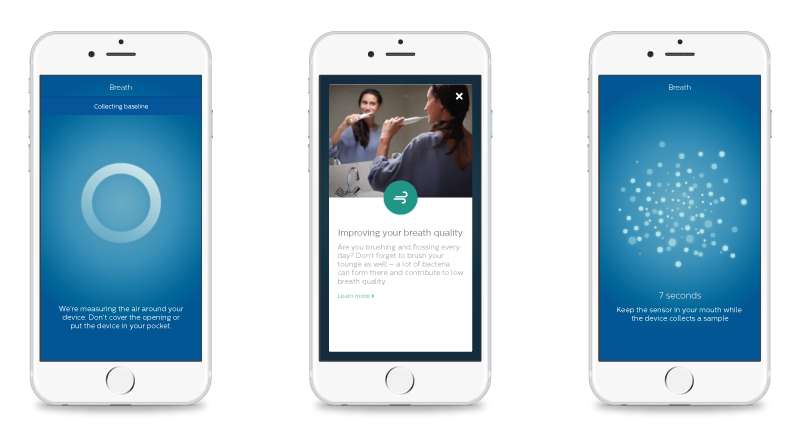 Breath
Collecting baseline
We're measuring the air around your
device. Don't cover the opening or
put the device in your pocket.
Improving your breath quality
Are you brushing and flossing every
day? Don't forget to brush your
tounge as well – a lot of bacteria
can form there and contribute to low
breath quality
Learn more
Breath
7 seconds
Keep the sensor in your mouth while
the device collects a sample